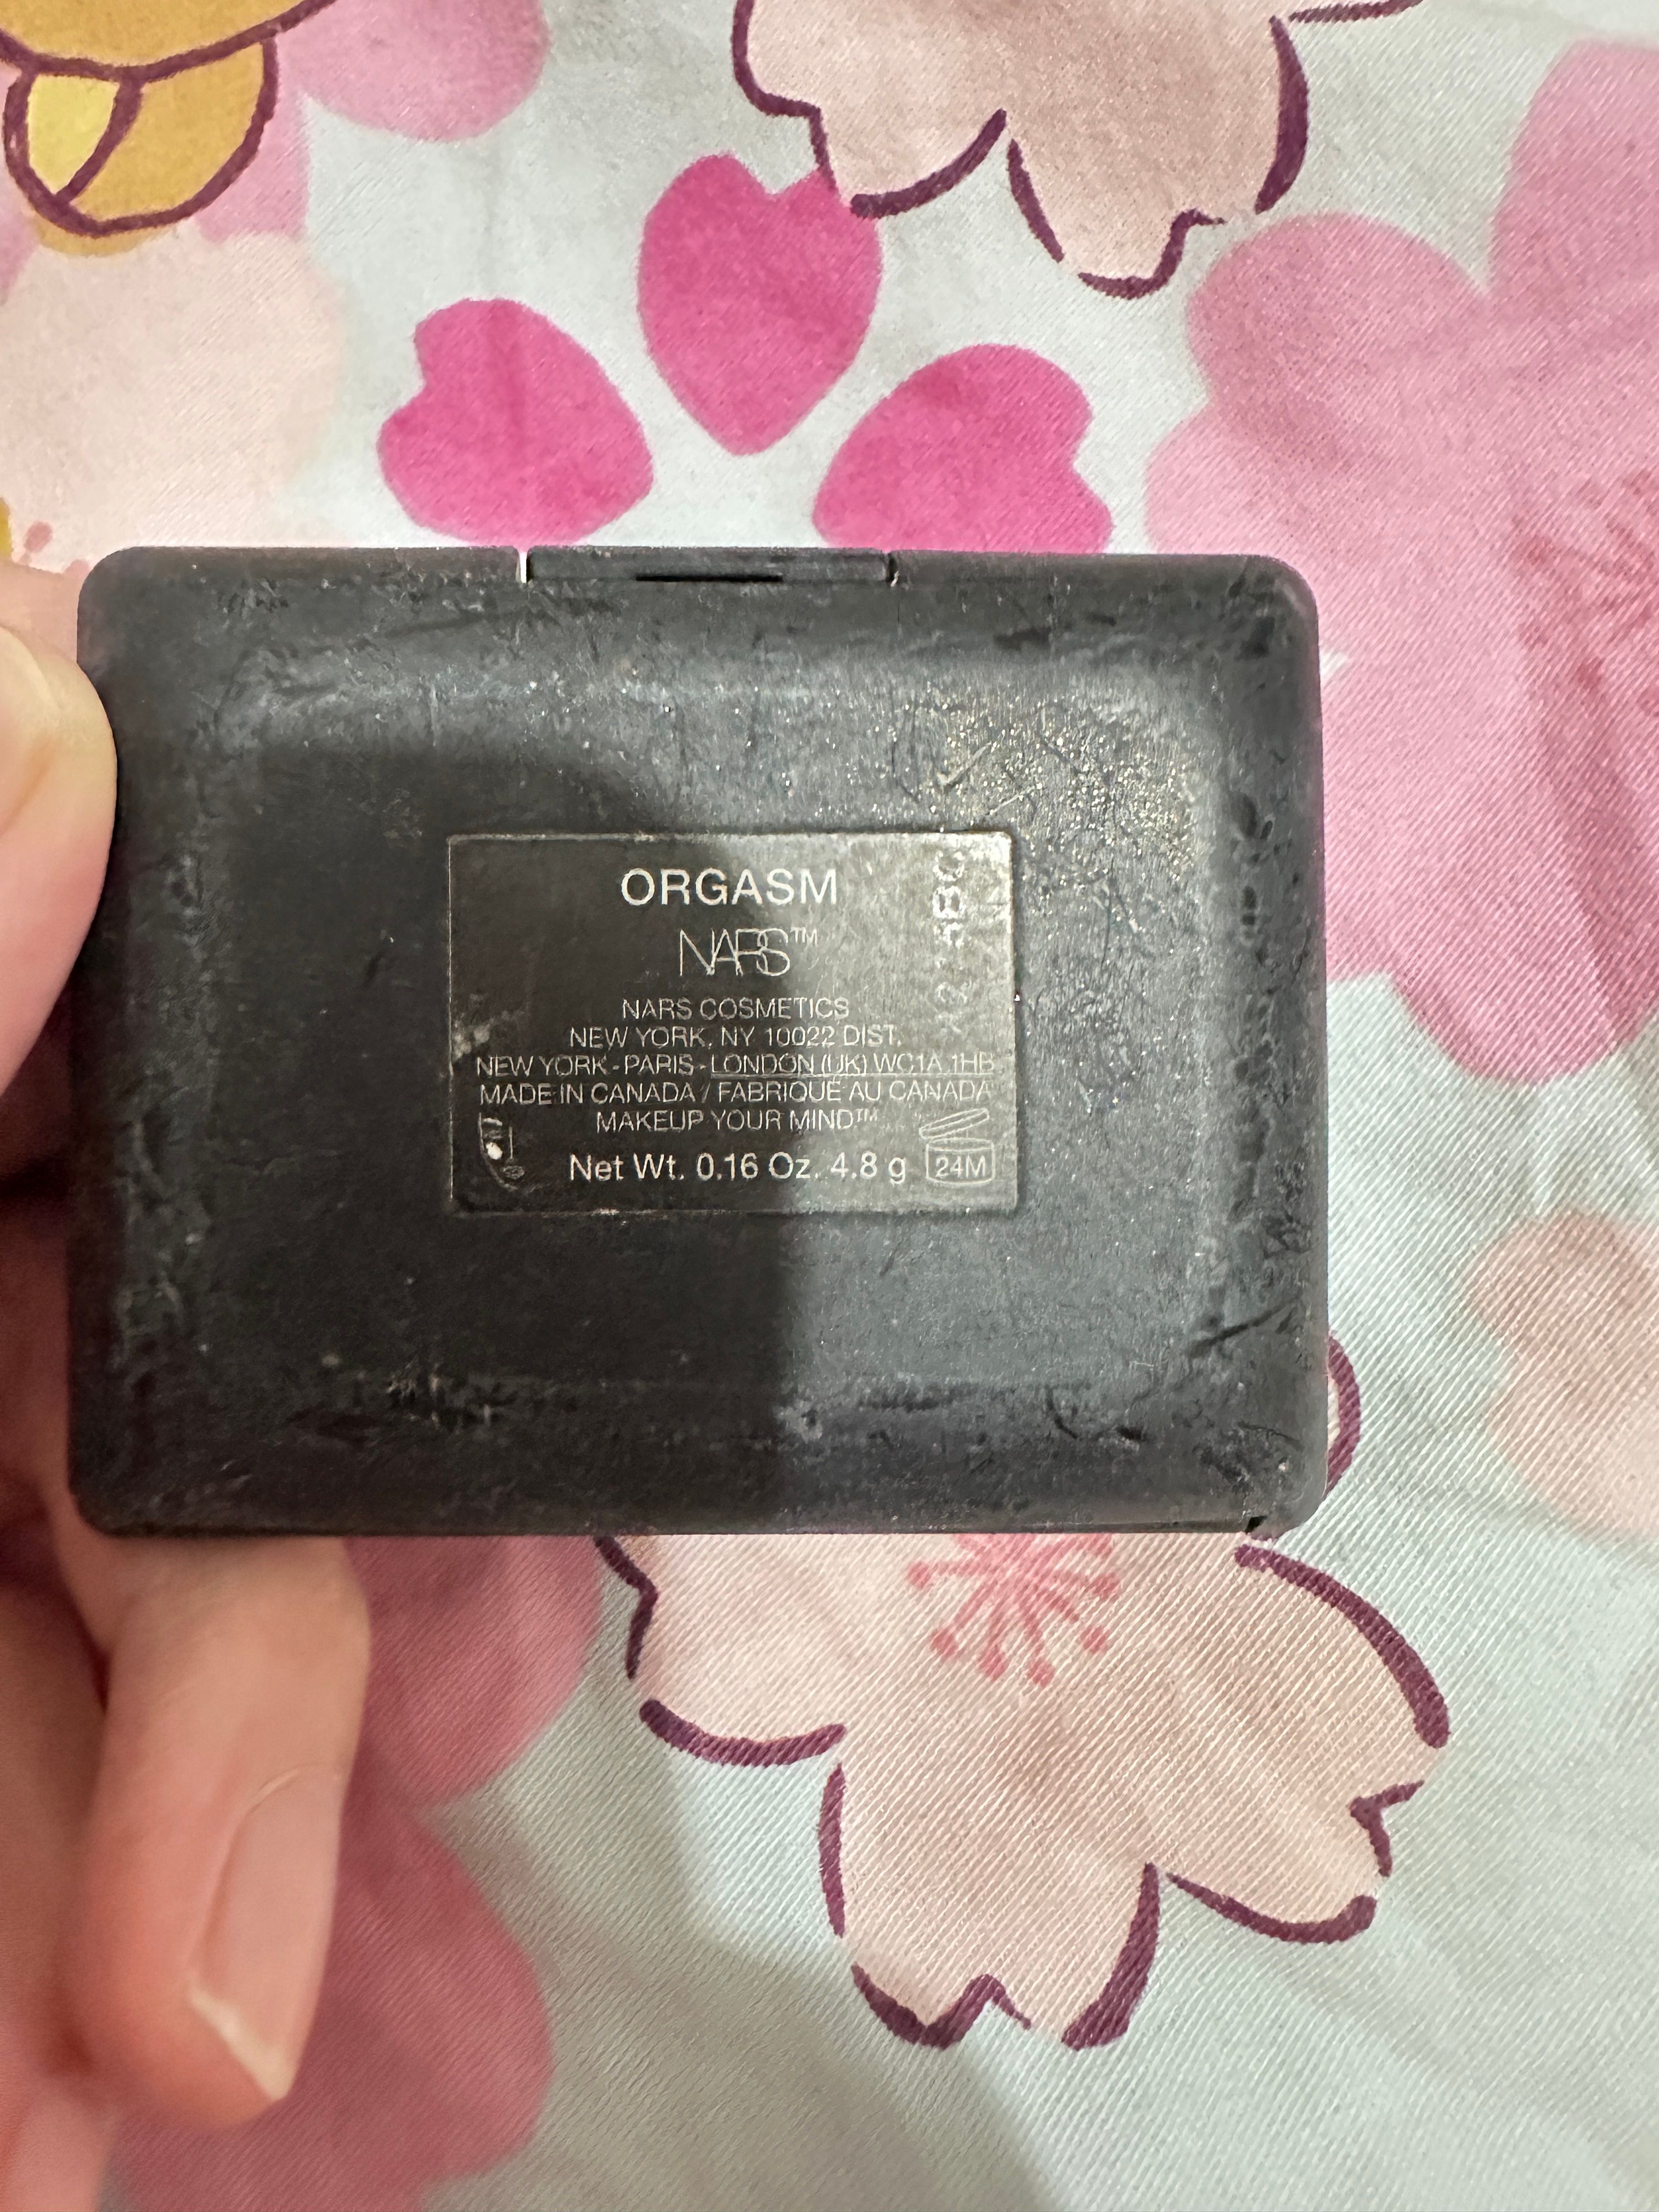 ORGASM
NARS™
NARS COSMETICS
NEW YORK, NY 10022 DIST.
NEW YORK - PARIS - LONDON (UK) WC1A 1HB
MADE IN CANADA / FABRIQUÉ AU CANADA
MAKEUP YOUR MIND™
Net Wt. 0.16 Oz. 4.8 g
24M